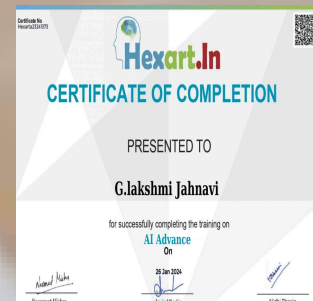 Certificate No
Hexart.In
CERTIFICATE OF COMPLETION
PRESENTED TO
G.lakshmi Jahnavi
for successfully completing the training on
AI Advance
On
26 Jan 2024